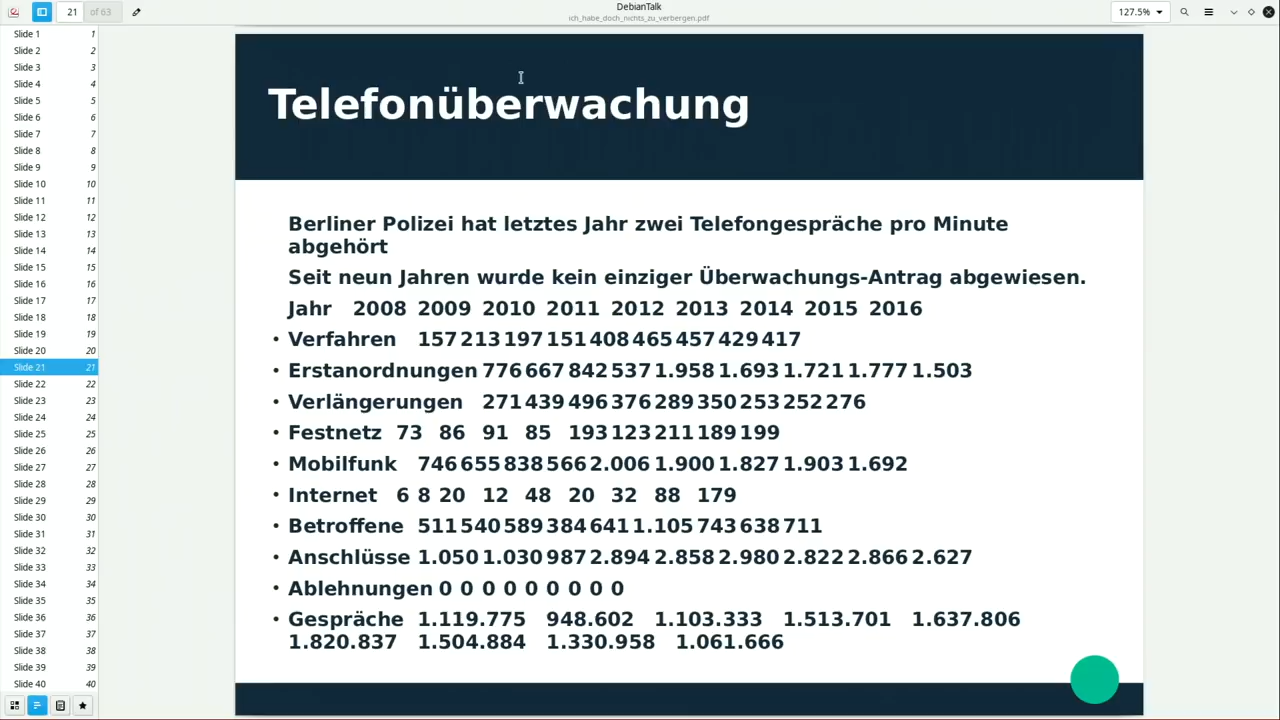 21 of 63
DebianTalk
ich_habe_doch_nichts_zu_verbergen.pdf
127.5%
Slide 1 1
Slide 2 2
Slide 3 3
Slide 4 4
Slide 5 5
Slide 6 6
Slide 7 7
Slide 8 8
Slide 9 9
Slide 10 10
Slide 11 11
Slide 12 12
Slide 13 13
Slide 14 14
Slide 15 15
Slide 16 16
Slide 17 17
Slide 18 18
Slide 19 19
Slide 20 20
Slide 21 21
Slide 22 22
Slide 23 23
Slide 24 24
Slide 25 25
Slide 26 26
Slide 27 27
Slide 28 28
Slide 29 29
Slide 30 30
Slide 31 31
Slide 32 32
Slide 33 33
Slide 34 34
Slide 35 35
Slide 36 36
Slide 37 37
Slide 38 38
Slide 39 39
Slide 40 40
Telefonüberwachung
Berliner Polizei hat letztes Jahr zwei Telefongespräche pro Minute
abgehört
Seit neun Jahren wurde kein einziger Überwachungs-Antrag abgewiesen.
Jahr 2008 2009 2010 2011 2012 2013 2014 2015 2016
• Verfahren 157 213 197 151 408 465 457 429 417
• Erstanordnungen 776 667 842 537 1.958 1.693 1.721 1.777 1.503
• Verlängerungen 271 439 496 376 289 350 253 252 276
• Festnetz 73 86 91 85 193 123 211 189 199
• Mobilfunk 746 655 838 566 2.006 1.900 1.827 1.903 1.692
• Internet 6 8 20 12 48 20 32 88 179
• Betroffene 511 540 589 384 641 1.105 743 638 711
• Anschlüsse 1.050 1.030 987 2.894 2.858 2.980 2.822 2.866 2.627
• Ablehnungen 0 0 0 0 0 0 0 0 0
• Gespräche 1.119.775 948.602 1.103.333 1.513.701 1.637.806
1.820.837 1.504.884 1.330.958 1.061.666